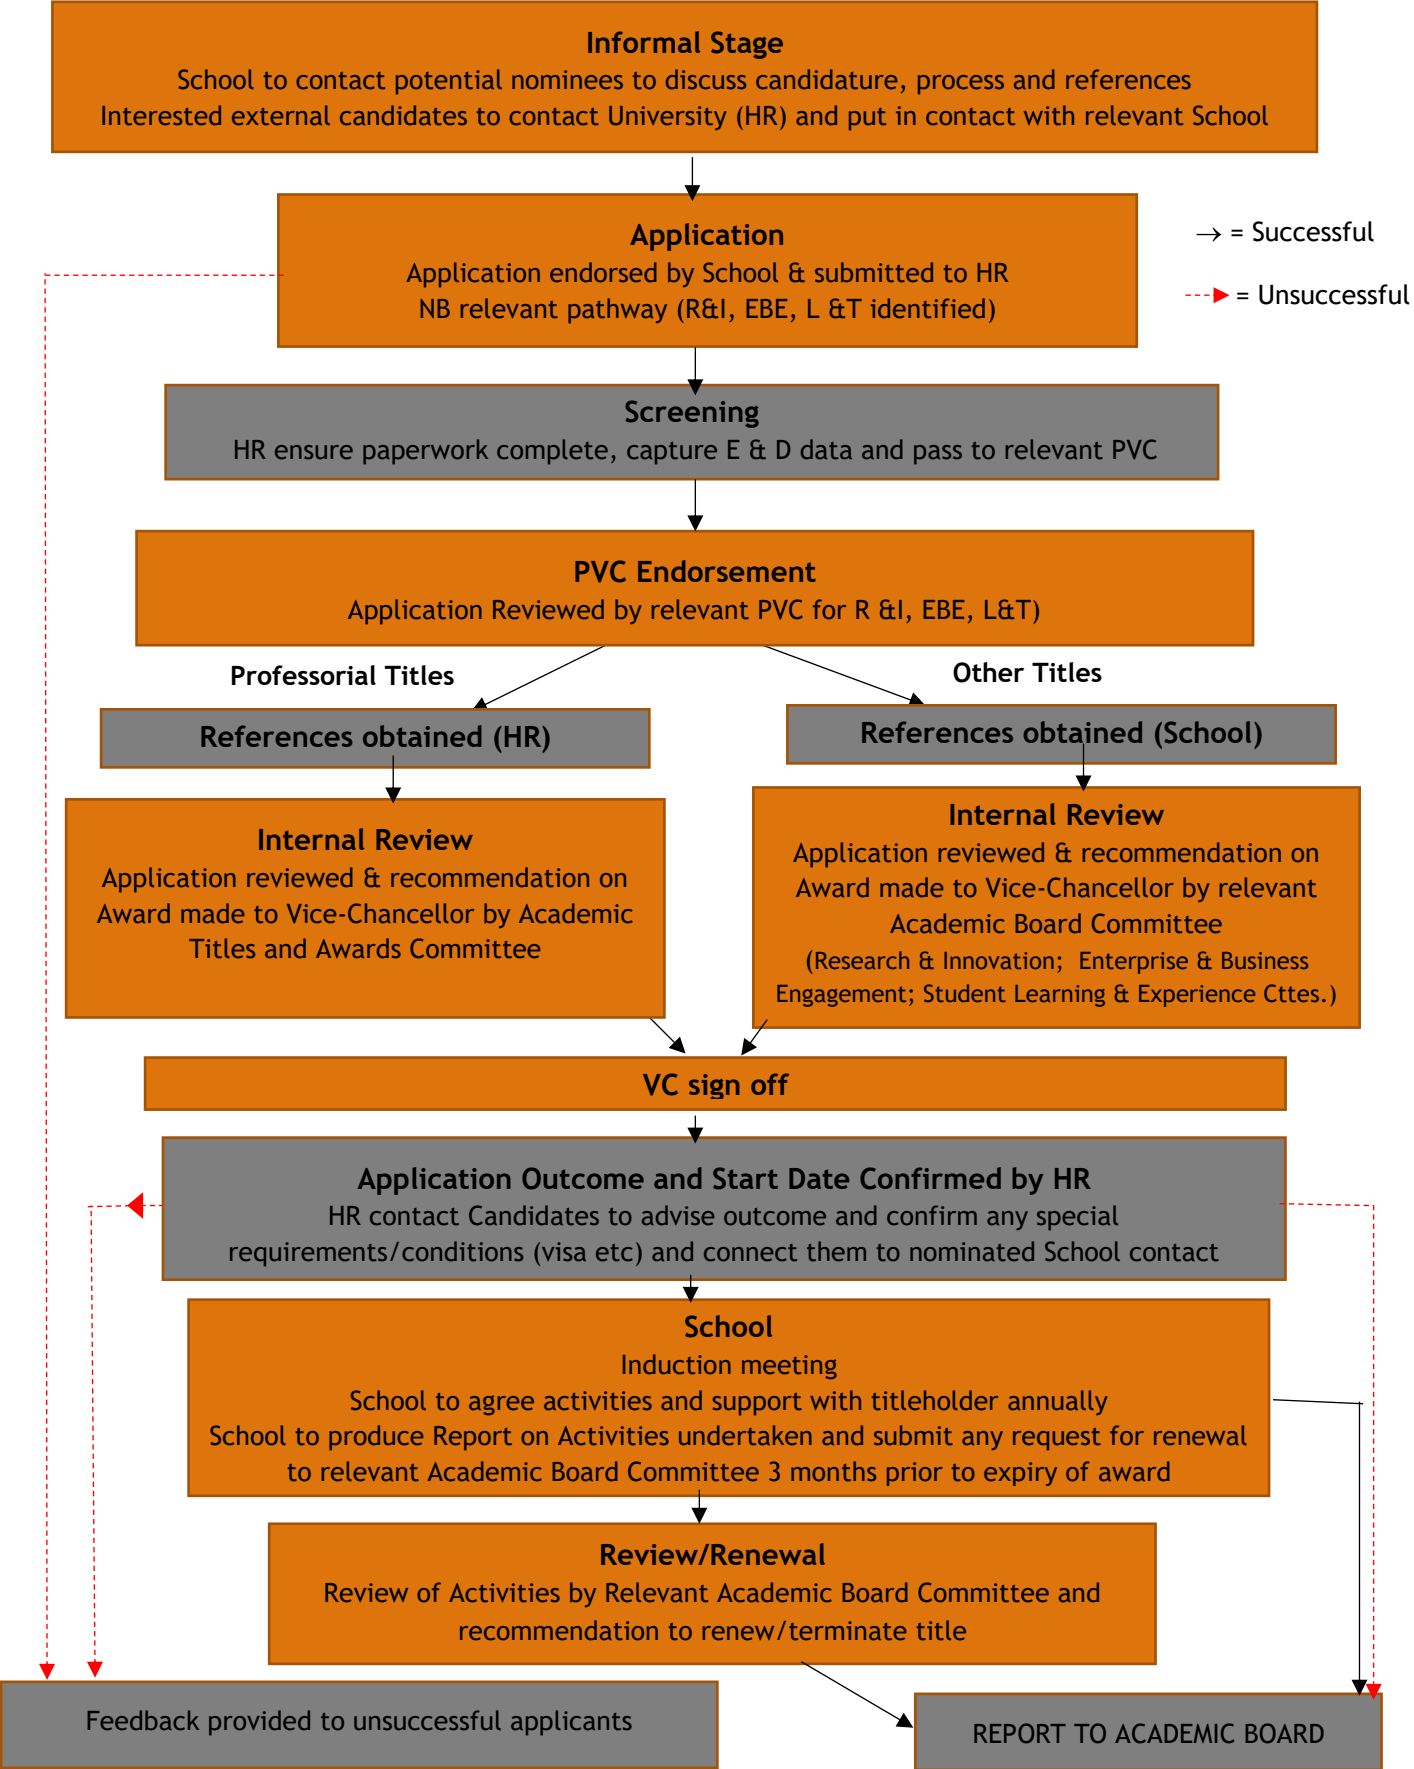 Informal Stage
School to contact potential nominees to discuss candidature, process and references
Interested external candidates to contact University (HR) and put in contact with relevant School
Application
Application endorsed by School & submitted to HR
NB relevant pathway (R&I, EBE, L &T identified)
→ = Successful
= Unsuccessful
Screening
HR ensure paperwork complete, capture E & D data and pass to relevant PVC
PVC Endorsement
Application Reviewed by relevant PVC for R &I, EBE, L&T)
Professorial Titles
Other Titles
References obtained (HR)
References obtained (School)
Internal Review
Application reviewed & recommendation on
Award made to Vice-Chancellor by Academic
Titles and Awards Committee
Internal Review
Application reviewed & recommendation on
Award made to Vice-Chancellor by relevant
Academic Board Committee
(Research & Innovation; Enterprise & Business
Engagement; Student Learning & Experience Cttes.)
VC sign off
Application Outcome and Start Date Confirmed by HR
HR contact Candidates to advise outcome and confirm any special
requirements/conditions (visa etc) and connect them to nominated School contact
School
Induction meeting
School to agree activities and support with titleholder annually
School to produce Report on Activities undertaken and submit any request for renewal
to relevant Academic Board Committee 3 months prior to expiry of award
Review/Renewal
Review of Activities by Relevant Academic Board Committee and
recommendation to renew/terminate title
Feedback provided to unsuccessful applicants
REPORT TO ACADEMIC BOARD